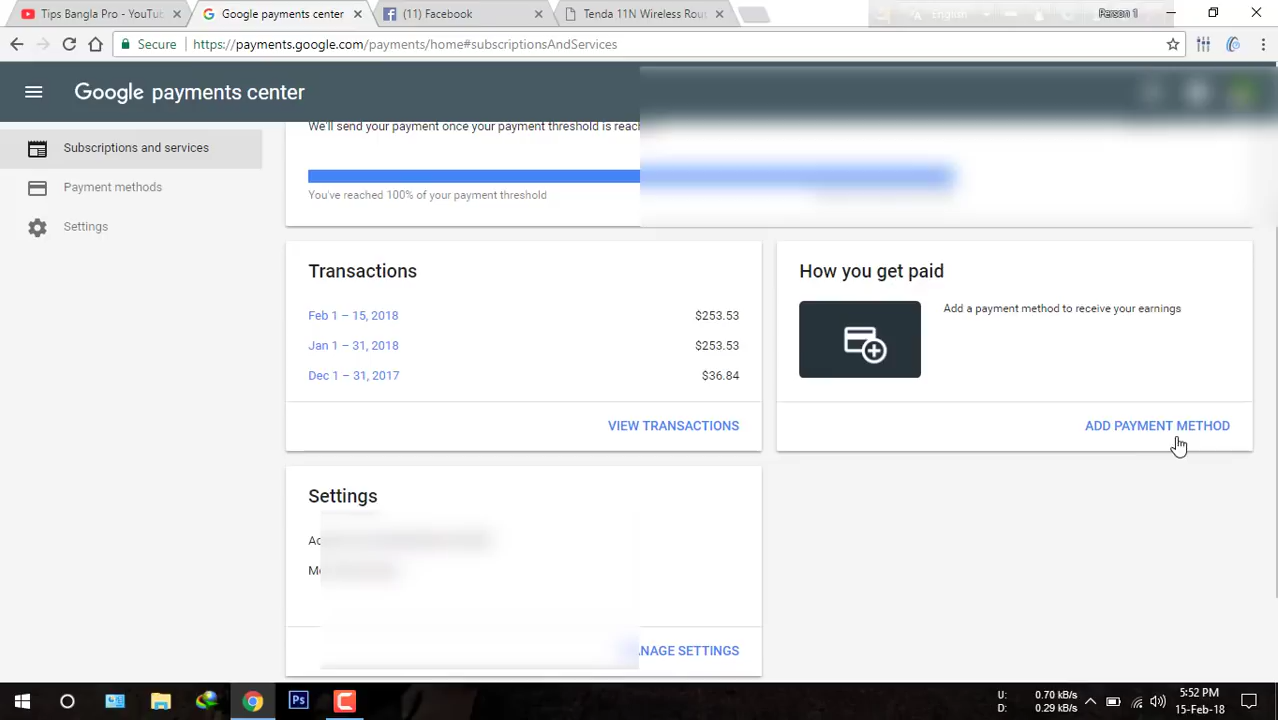 Tips Bangla Pro - YouTu
Google payments center
(11) Facebook
Tenda 11N Wireless Rou
English
Person 1
Secure
https://payments.google.com/payments/home#subscriptionsAndServices
Google payments center
Subscriptions and services
Payment methods
Settings
We'll send your payment once your payment threshold is
You've reached 100% of your payment threshold
Transactions
Feb 1 – 15, 2018 $253.53
Jan 1 – 31, 2018 $253.53
Dec 1 – 31, 2017 $36.84
VIEW TRANSACTIONS
How you get paid
Add a payment method to receive your earnings
ADD PAYMENT METHOD
Settings
SETTINGS
Ps
U: 0.70 kB/s
D: 0.29 kB/s
5:52 PM
15-Feb-18